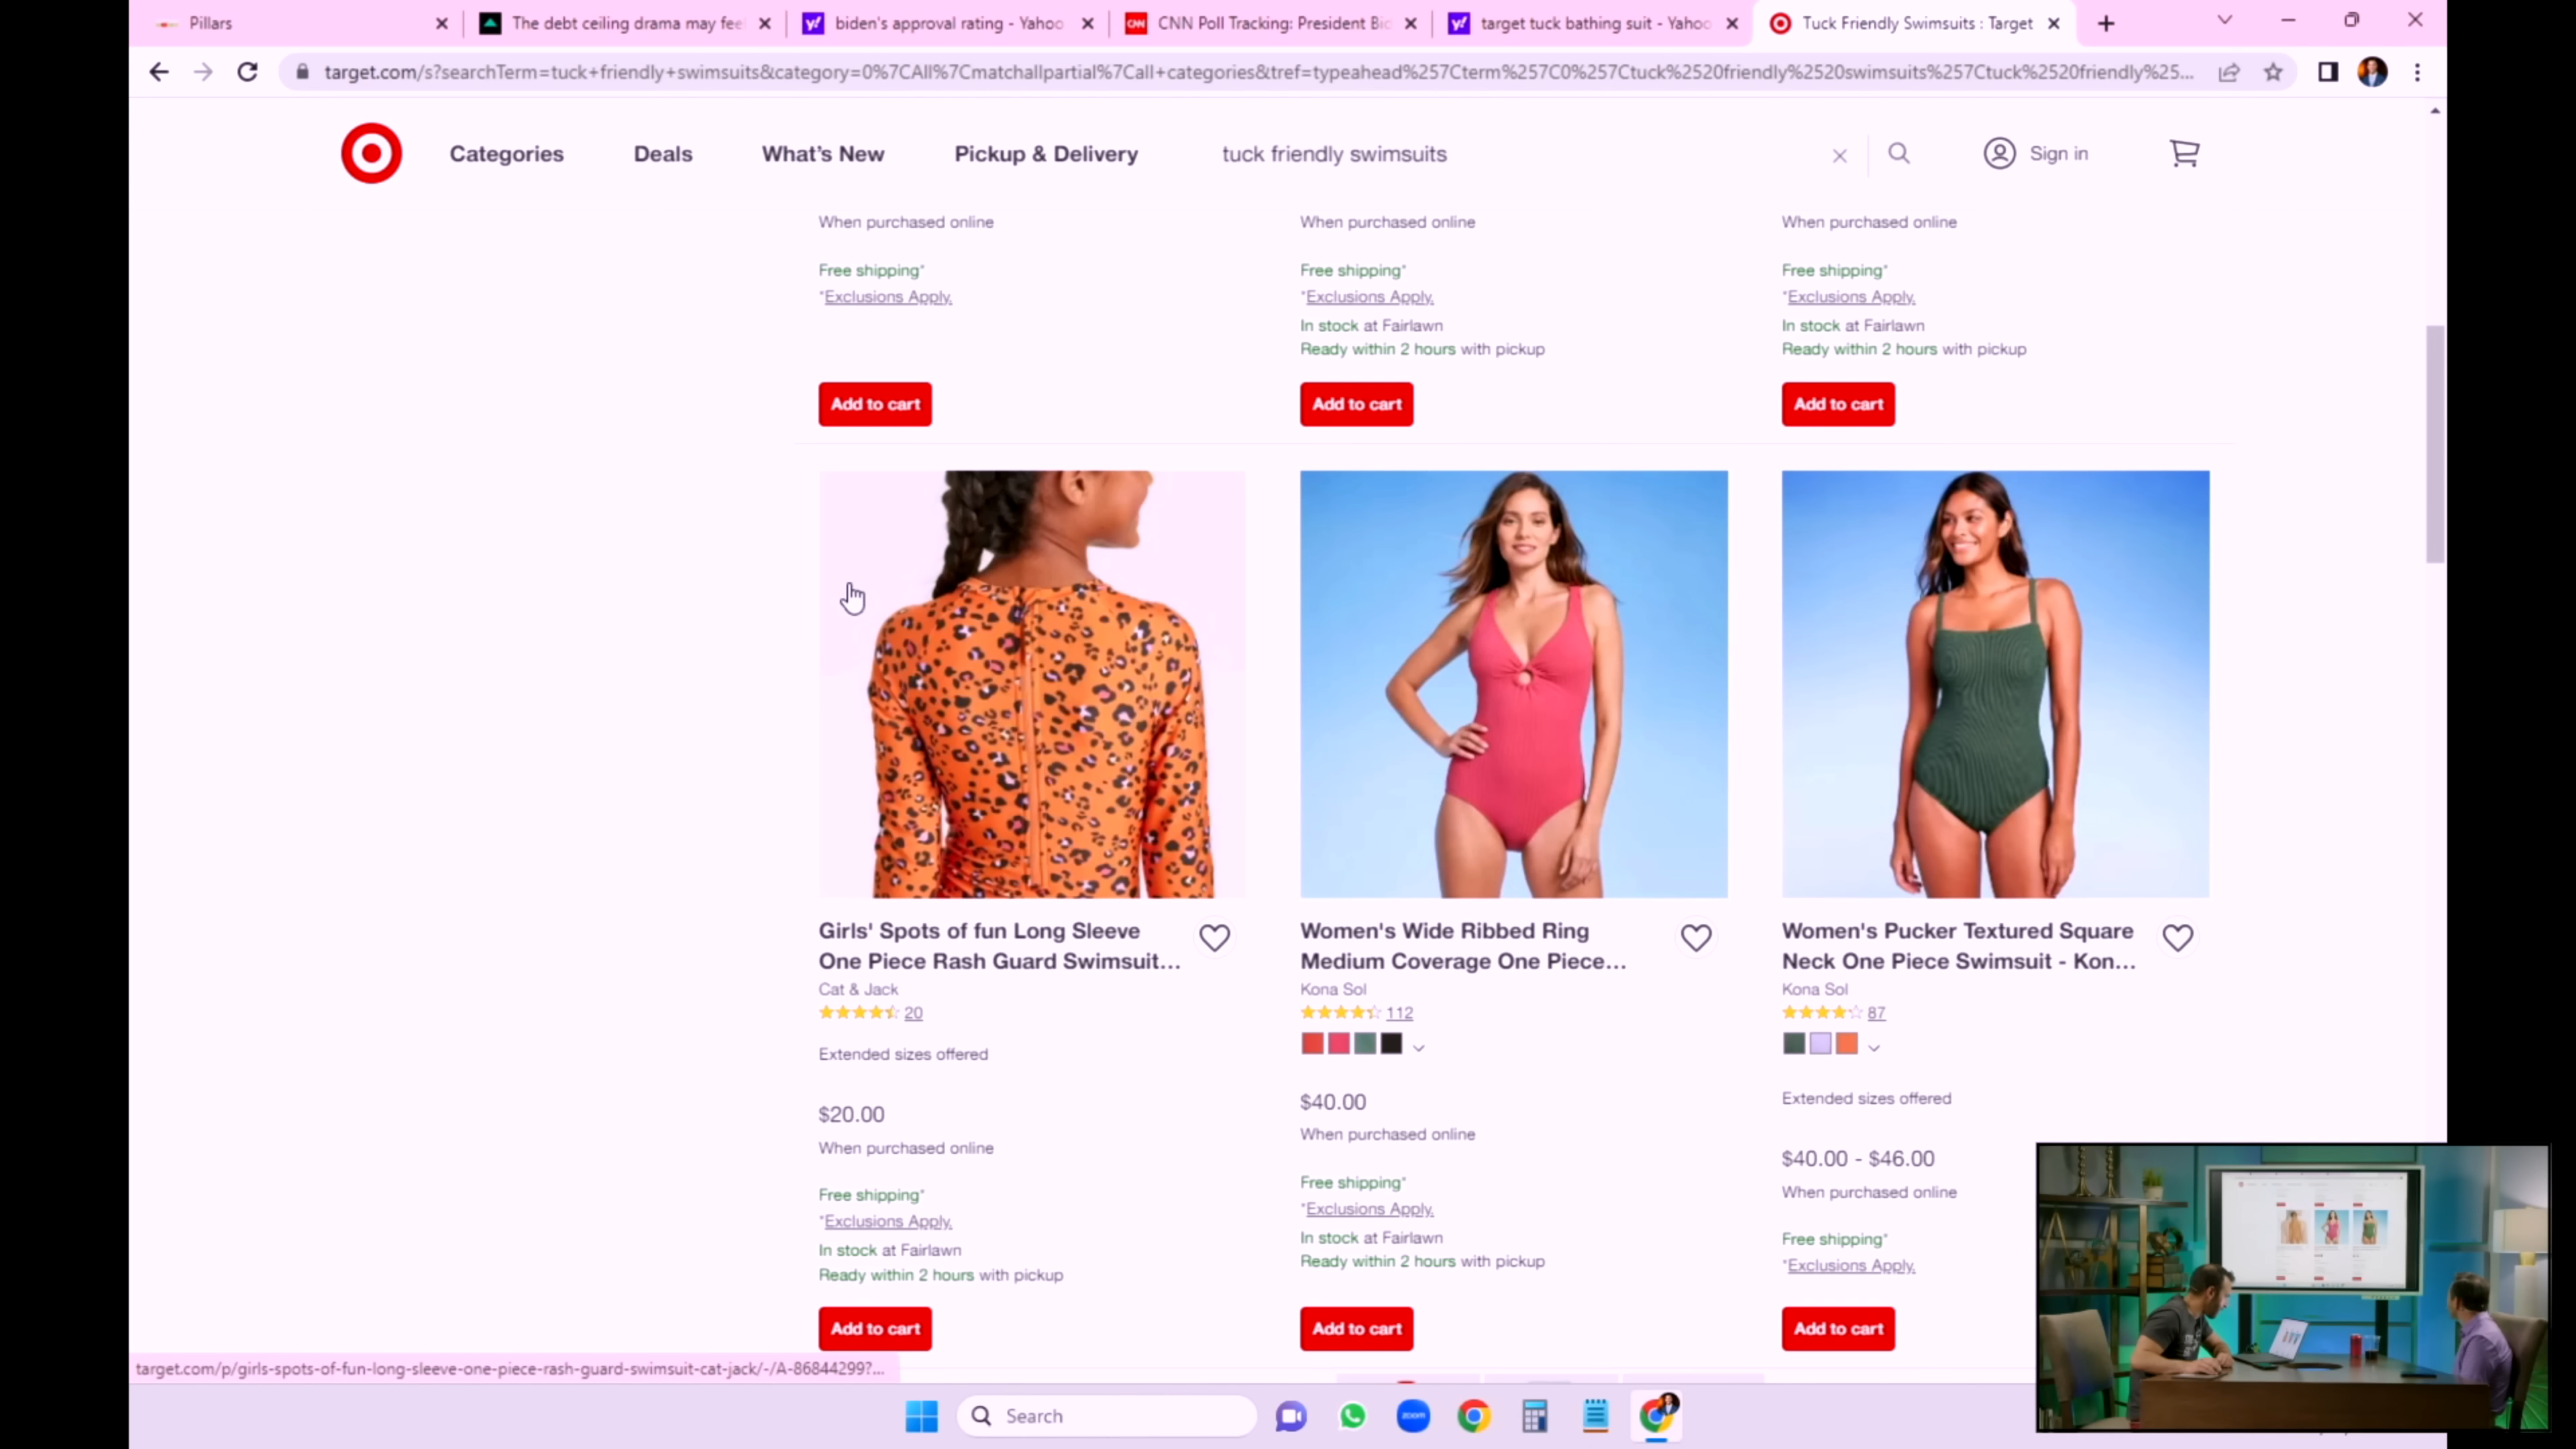 Pillars
The debt ceiling drama may fee
biden's approval rating - Yahoo
CNN Poll Tracking: President Bi
target tuck bathing suit - Yahoo
Tuck Friendly Swimsuits : Target
target.com/s?searchTerm=tuck+friendly+swimsuits&category=0%7CAll%7Cmatchallpartial%7Call+categories&tref=typeahead%257Cterm%257C0%257Ctuck%2520friendly%2520swimsuits%257Ctuck%2520friendly%25...
Categories
Deals
What's New
Pickup & Delivery
tuck friendly swimsuits
Sign in
When purchased online
Free shipping*
*Exclusions Apply.
Add to cart
When purchased online
Free shipping*
*Exclusions Apply.
In stock at Fairlawn
Ready within 2 hours with pickup
Add to cart
When purchased online
Free shipping*
*Exclusions Apply.
In stock at Fairlawn
Ready within 2 hours with pickup
Add to cart
Girls' Spots of fun Long Sleeve
One Piece Rash Guard Swimsuit...
Cat & Jack
20
Extended sizes offered
$20.00
When purchased online
Free shipping*
*Exclusions Apply.
In stock at Fairlawn
Ready within 2 hours with pickup
Add to cart
Women's Wide Ribbed Ring
Medium Coverage One Piece...
Kona Sol
112
$40.00
When purchased online
Free shipping*
*Exclusions Apply.
In stock at Fairlawn
Ready within 2 hours with pickup
Add to cart
Women's Pucker Textured Square
Neck One Piece Swimsuit - Kon...
Kona Sol
87
Extended sizes offered
$40.00 - $46.00
When purchased online
Free shipping*
*Exclusions Apply.
Add to cart
target.com/p/girls-spots-of-fun-long-sleeve-one-piece-rash-guard-swimsuit-cat-jack/-/A-86844299?...
Search
zoom